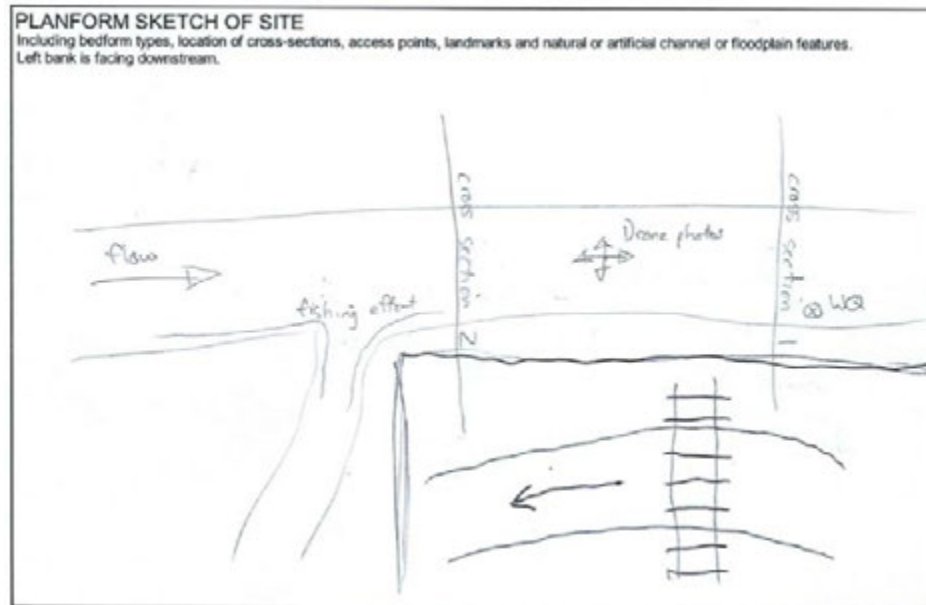 PLANFORM SKETCH OF SITE
Including bedform types, location of cross-sections, access points, landmarks and natural or artificial channel or floodplain features.
Left bank is facing downstream.
cross section 2
cross section 1
Drone photos
flow
fishing effort
WQ